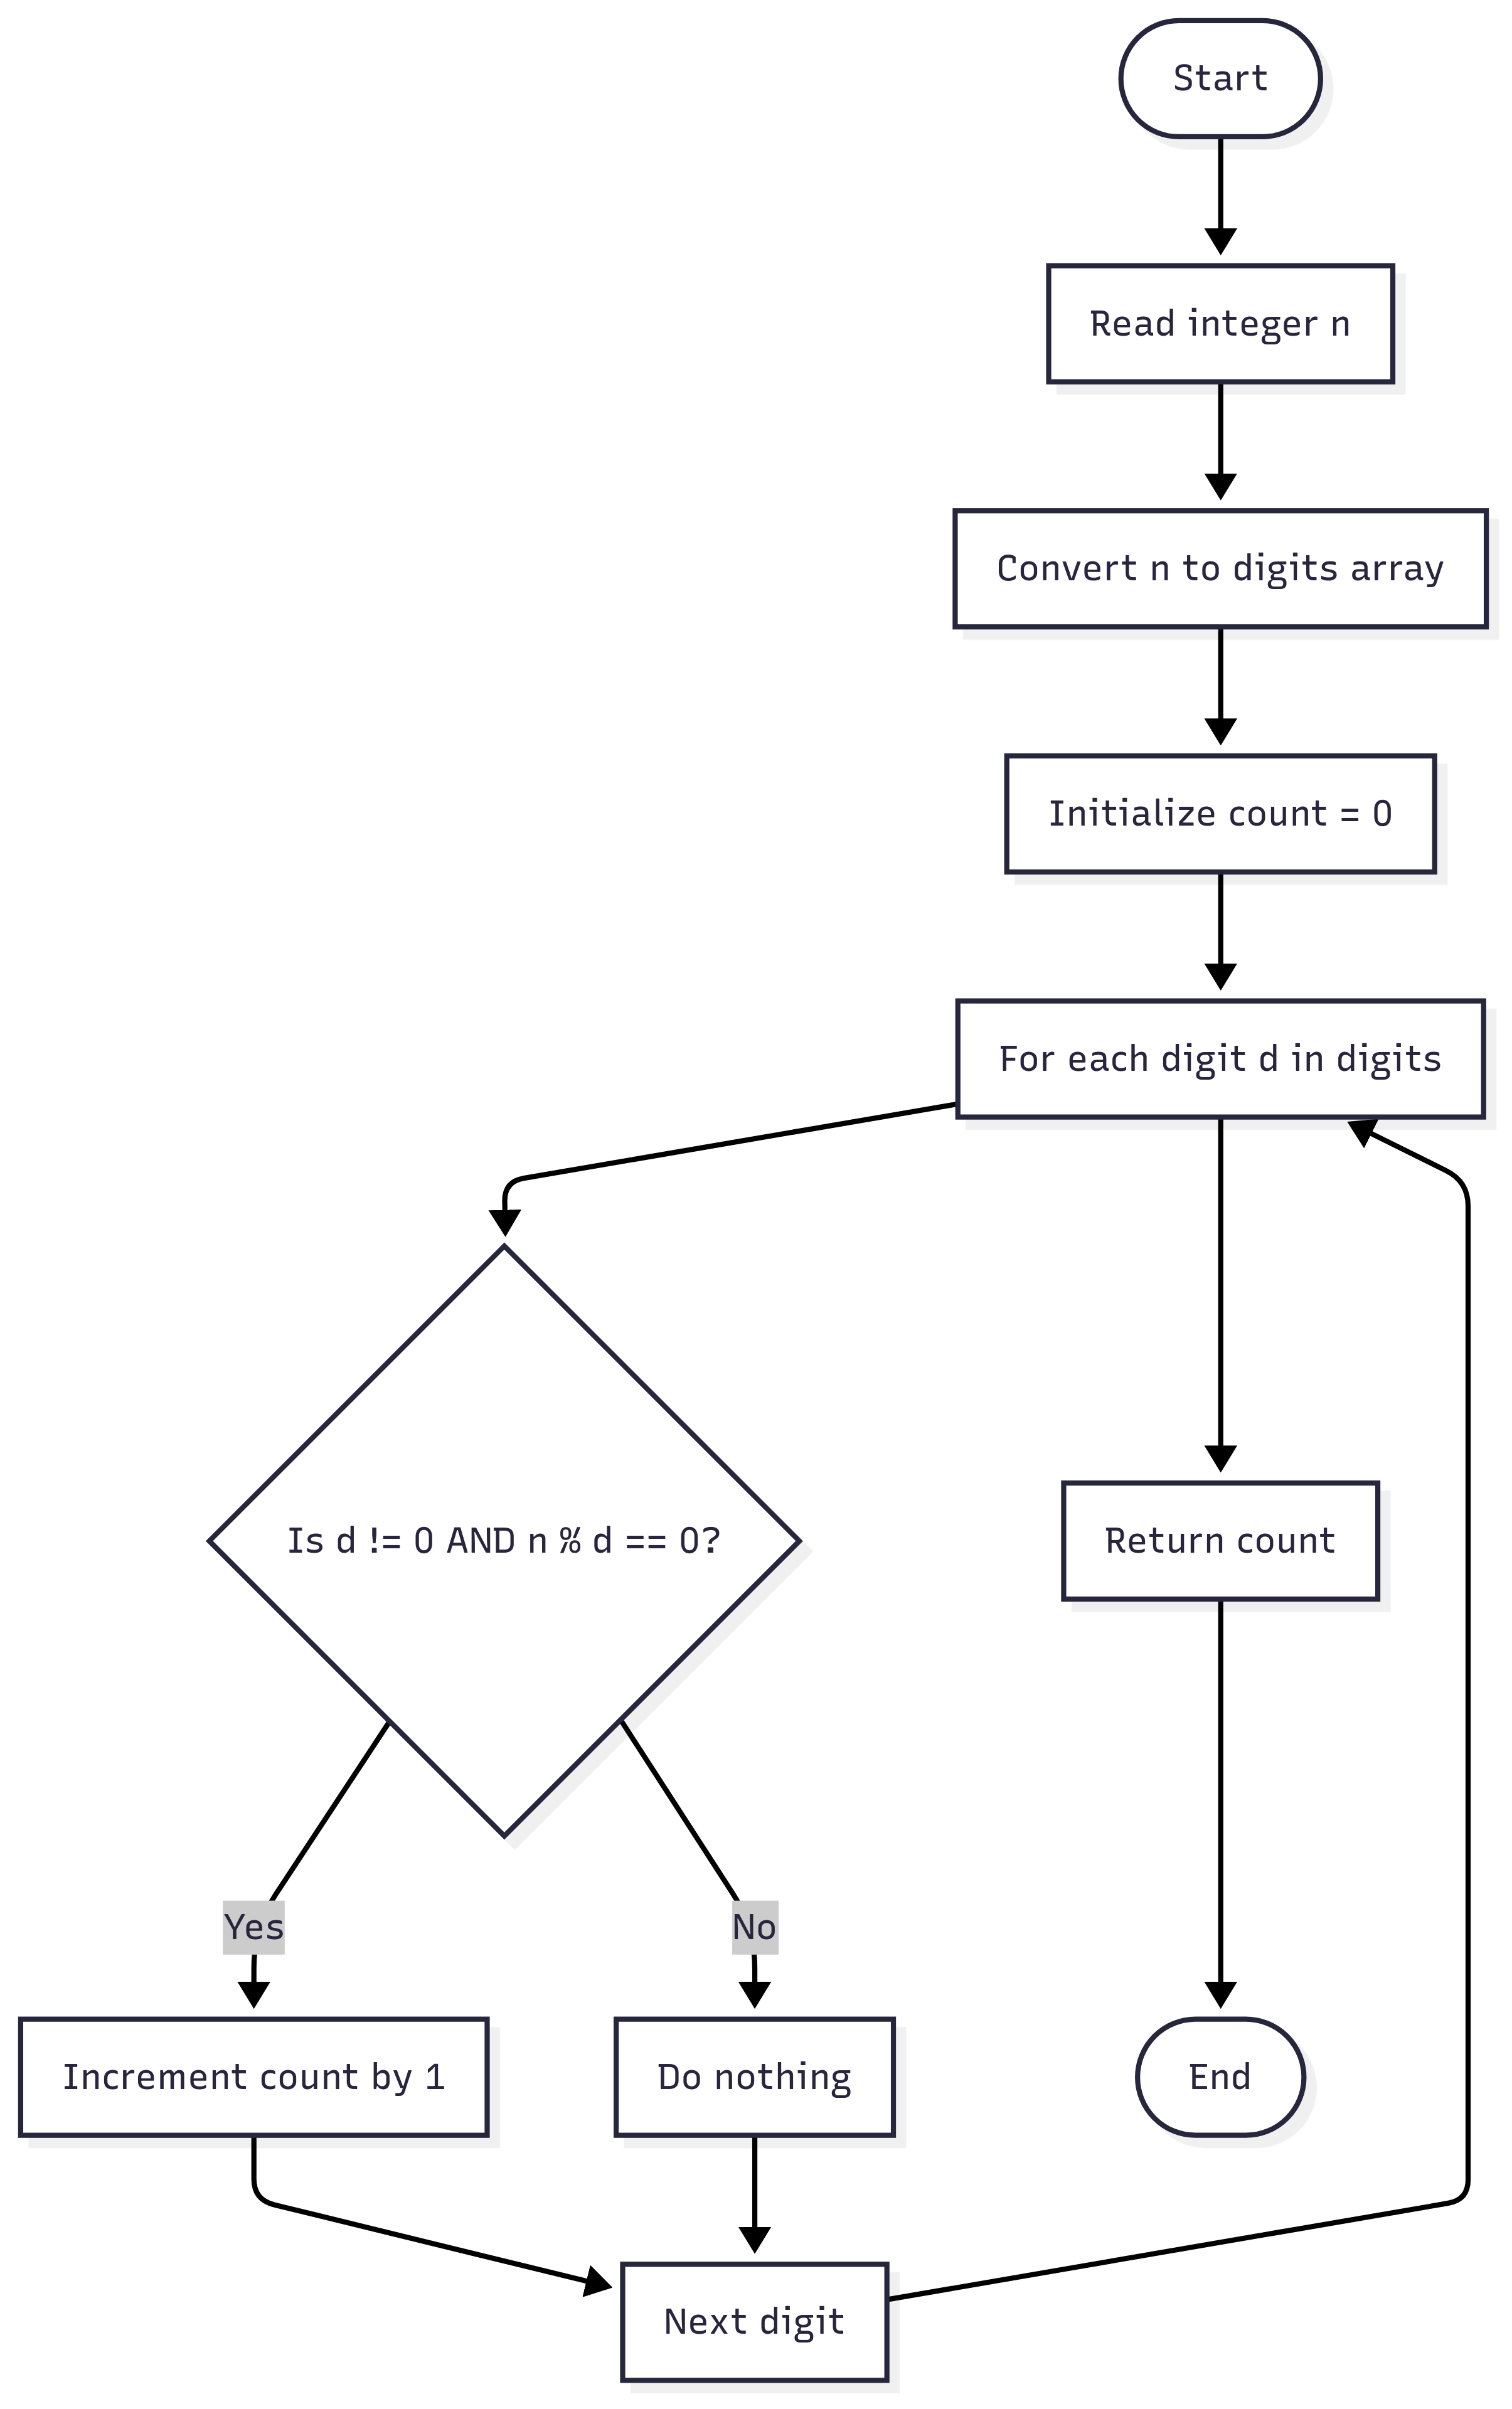 Start
Read integer n
Convert n to digits array
Initialize count = 0
For each digit d in digits
Is d != 0 AND n % d == 0?
Return count
Yes
No
Increment count by 1
Do nothing
End
Next digit